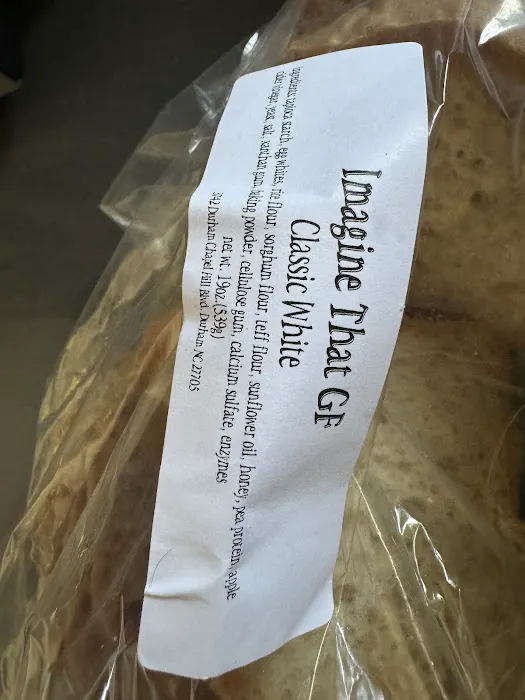 Imagine That GF
Classic White
Ingredients: tapioca starch, egg whites, rice flour, sorghum flour, teff flour, sunflower oil, honey, pea protein, apple
cider vinegar, yeast, salt, xanthan gum, baking powder, cellulose gum, calcium sulfate, enzymes
net wt. 19oz. (539g)
3142 Durham Chapel Hill Blvd. Durham NC 27705